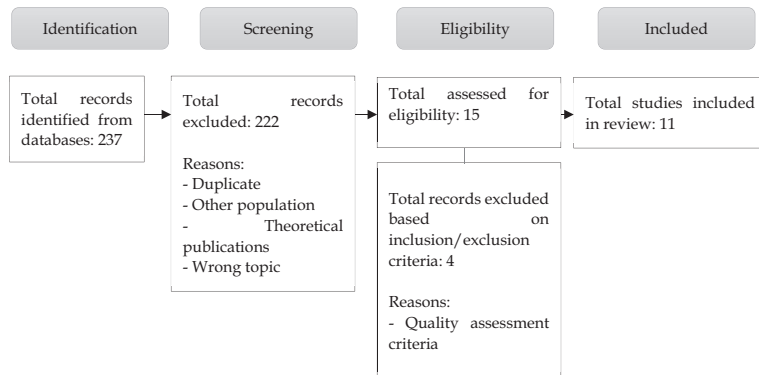 Identification
Screening
Eligibility
Included
Total records
identified from
databases: 237
Total records
excluded: 222
Reasons:
- Duplicate
- Other population
- Theoretical
publications
- Wrong topic
Total assessed for
eligibility: 15
Total records excluded
based on
inclusion/exclusion
criteria: 4
Reasons:
- Quality assessment
criteria
Total studies included
in review: 11